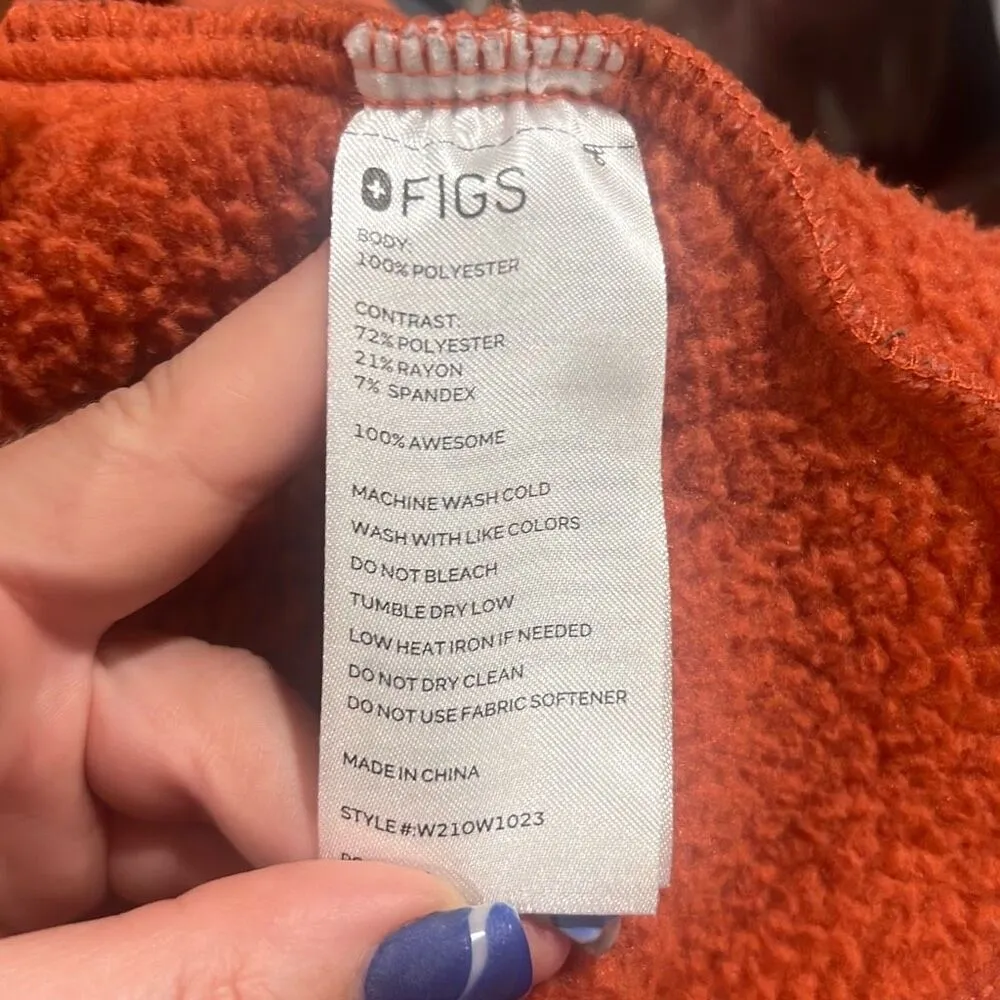 FIGS
BODY:
100% POLYESTER
CONTRAST:
72% POLYESTER
21% RAYON
7% SPANDEX
100% AWESOME
MACHINE WASH COLD
WASH WITH LIKE COLORS
DO NOT BLEACH
TUMBLE DRY LOW
LOW HEAT IRON IF NEEDED
DO NOT DRY CLEAN
DO NOT USE FABRIC SOFTENER
MADE IN CHINA
STYLE #:W210W1023